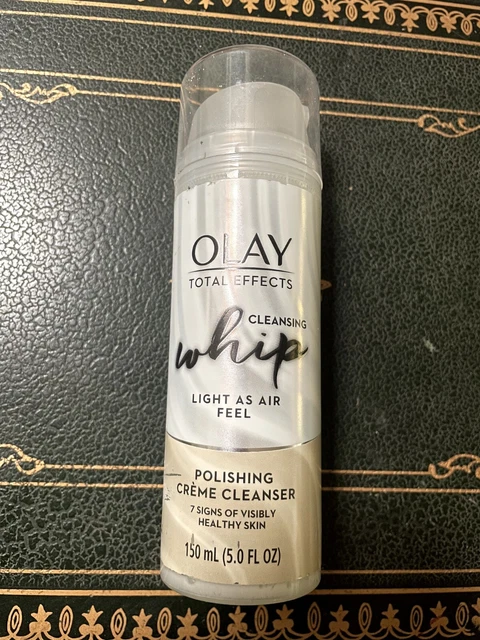 OLAY
TOTAL EFFECTS
CLEANSING
whip
LIGHT AS AIR
FEEL
POLISHING
CRÈME CLEANSER
7 SIGNS OF VISIBLY
HEALTHY SKIN
150 mL (5.0 FL OZ)